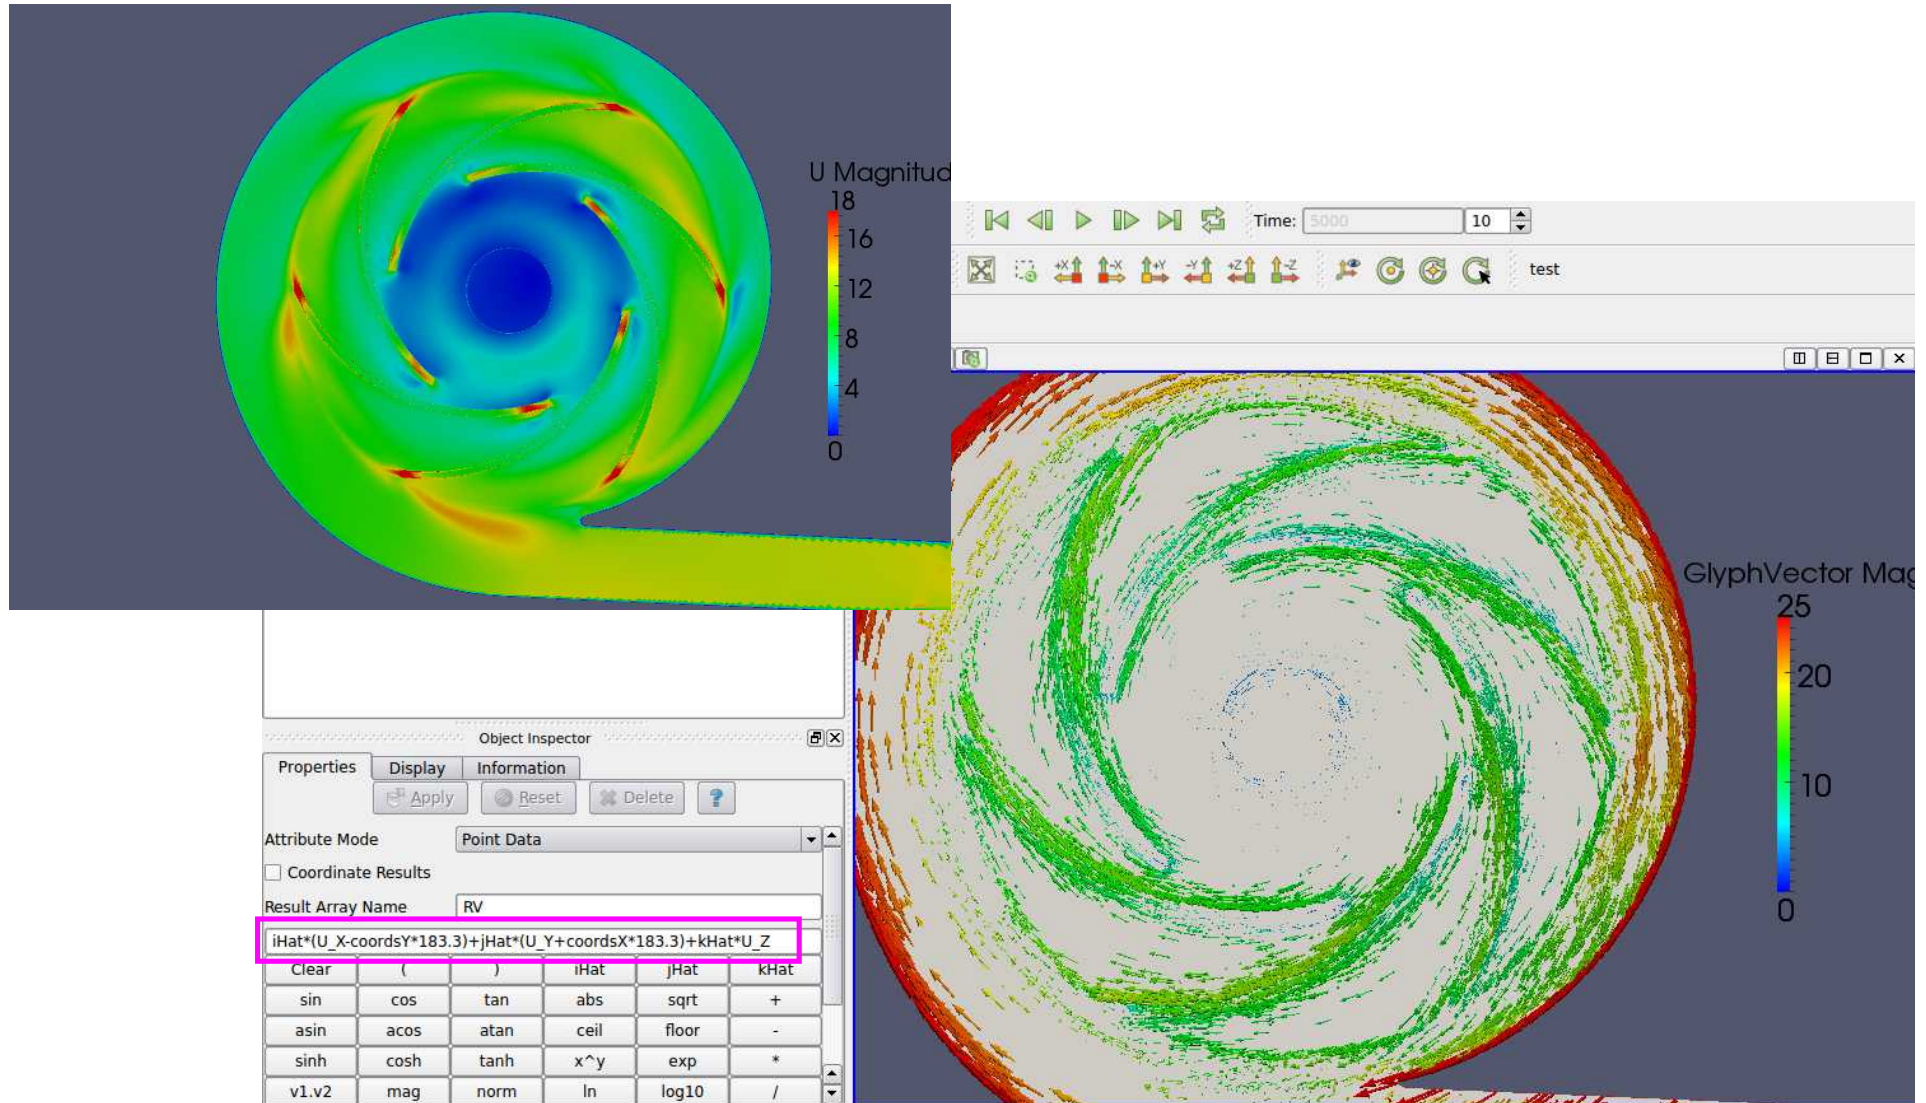 U Magnitud
18
16
12
8
4
0
Time: 5000 10
+X -X +Y -Y +Z -Z test
GlyphVector Mag
25
20
10
0
Object Inspector
Properties Display Information
Apply Reset Delete ?
Attribute Mode Point Data
Coordinate Results
Result Array Name RV
iHat*(U_X-coordsY*183.3)+jHat*(U_Y+coordsX*183.3)+kHat*U_Z
Clear ( ) iHat jHat kHat
sin cos tan abs sqrt +
asin acos atan ceil floor -
sinh cosh tanh x^y exp *
v1.v2 mag norm ln log10 /